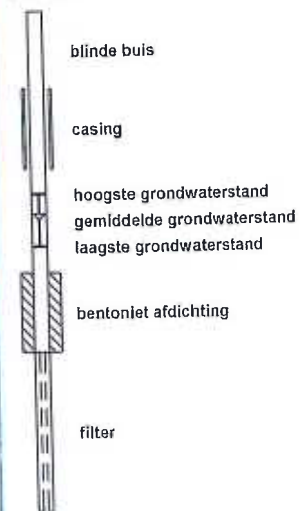 blinde buis
casing
hoogste grondwaterstand
gemiddelde grondwaterstand
laagste grondwaterstand
bentoniet afdichting
filter